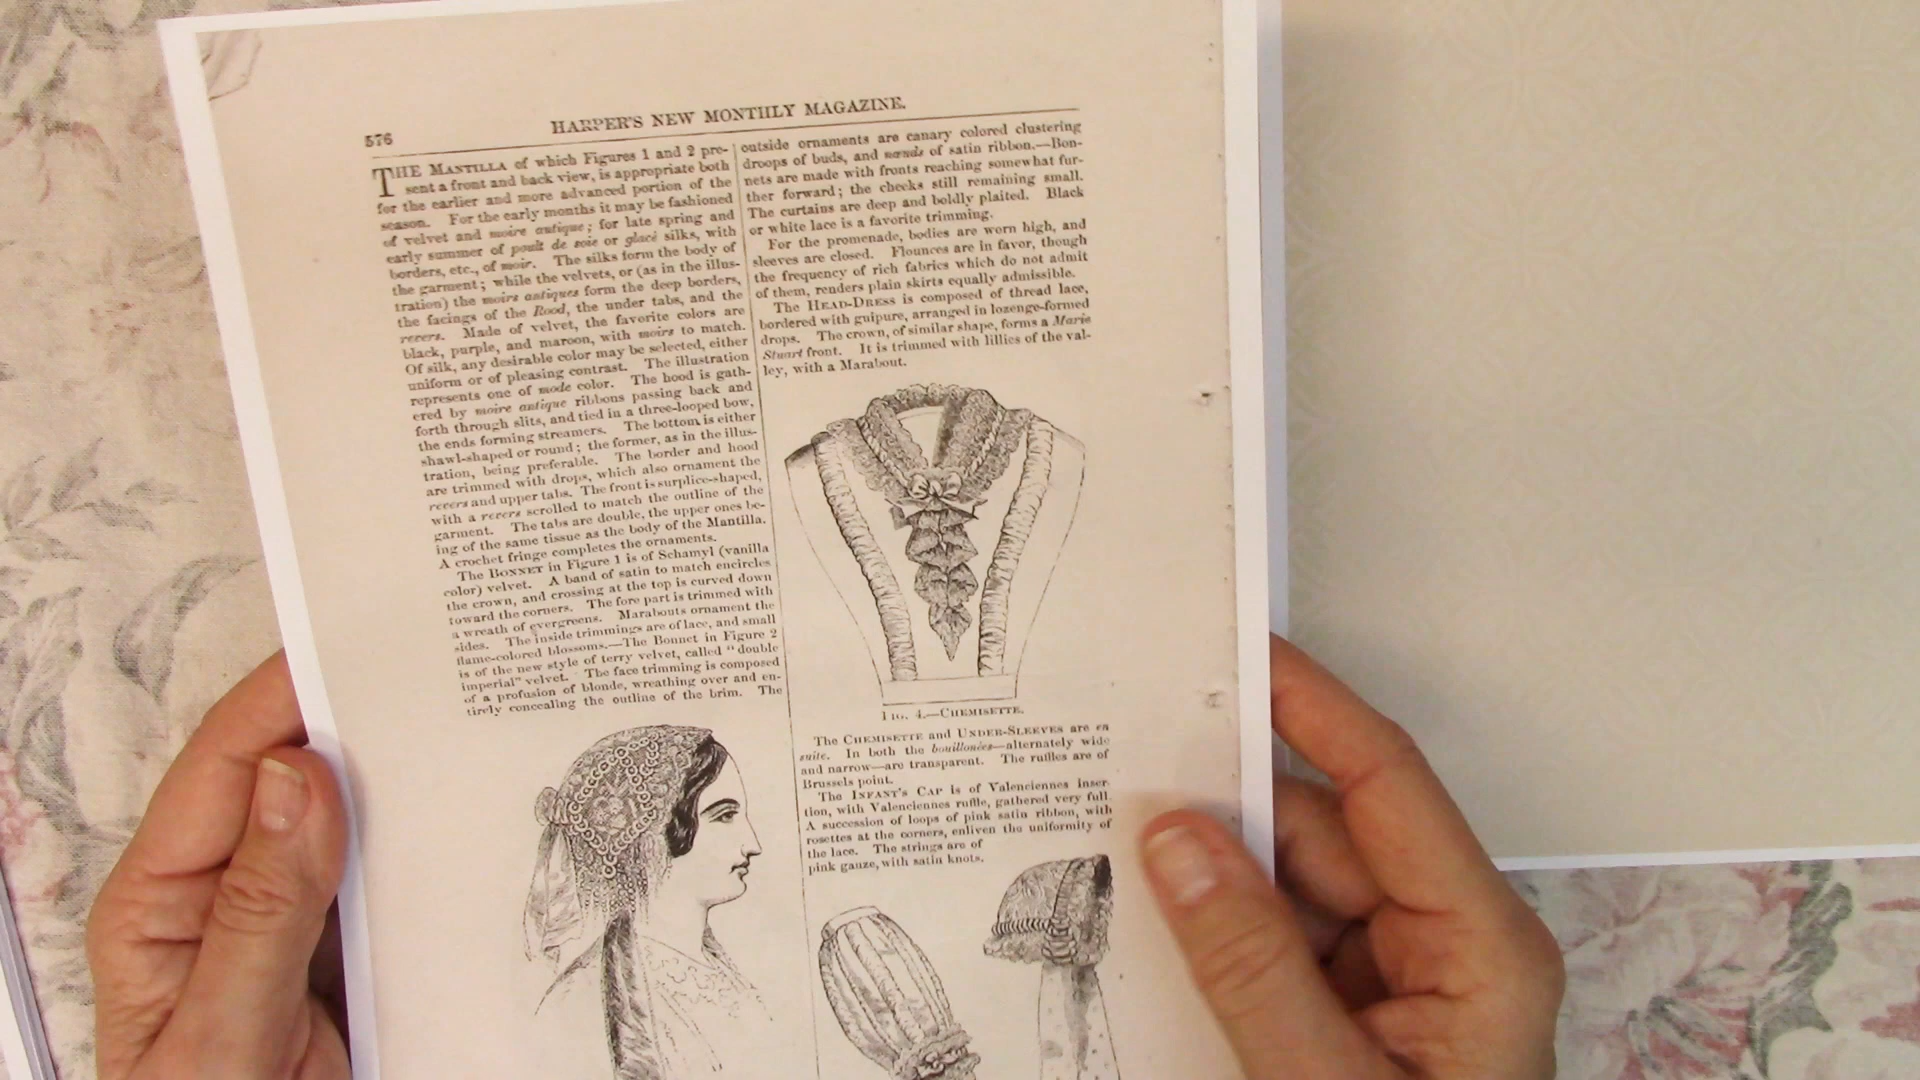 576
HARPER'S NEW MONTHLY MAGAZINE.
THE MANTILLA of which Figures 1 and 2 pre-
sent a front and back view, is appropriate both
for the earlier and more advanced portion of the
season. For the early months it may be fashioned
of velvet and moire antique; for late spring and
early summer of poult de soie or glacé silks, with
borders, etc., of moir. The silks form the body of
the garment; while the velvets, or (as in the illus-
tration) the moirs antiques form the deep borders,
the facings of the Rood, the under tabs, and the
revers. Made of velvet, the favorite colors are
black, purple, and maroon, with moirs to match.
Of silk, any desirable color may be selected, either
uniform or of pleasing contrast. The illustration
represents one of mode color. The hood is gath-
ered by moire antique ribbons passing back and
forth through slits, and tied in a three-looped bow,
the ends forming streamers. The bottom is either
shawl-shaped or round; the former, as in the illus-
tration, being preferable. The border and hood
are trimmed with drops, which also ornament the
revers and upper tabs. The front is surplice-shaped,
with a revers scrolled to match the outline of the
garment. The tabs are double, the upper ones be-
ing of the same tissue as the body of the Mantilla.
A crochet fringe completes the ornaments.
The BONNET in Figure 1 is of Schamyl (vanilla
color) velvet. A band of satin to match encircles
the crown, and crossing at the top is curved down
toward the corners. The fore part is trimmed with
a wreath of evergreens. Marabouts ornament the
sides. The inside trimmings are of lace, and small
flame-colored blossoms.—The Bonnet in Figure 2
is of the new style of terry velvet, called "double
imperial" velvet. The face trimming is composed
of a profusion of blonde, wreathing over and en-
tirely concealing the outline of the brim. The
outside ornaments are canary colored clustering
droops of buds, and nœuds of satin ribbon.—Bon-
nets are made with fronts reaching somewhat fur-
ther forward; the cheeks still remaining small.
The curtains are deep and boldly plaited. Black
or white lace is a favorite trimming.
For the promenade, bodies are worn high, and
sleeves are closed. Flounces are in favor, though
the frequency of rich fabrics which do not admit
of them, renders plain skirts equally admissible.
The HEAD-DRESS is composed of thread lace,
bordered with guipure, arranged in lozenge-formed
drops. The crown, of similar shape, forms a Marie
Stuart front. It is trimmed with lillies of the val-
ley, with a Marabout.
FIG. 4.—CHEMISETTE.
The CHEMISETTE and UNDER-SLEEVES are en
suite. In both the bouillonées—alternately wide
and narrow—are transparent. The ruffles are of
Brussels point.
The INFANT'S CAP is of Valenciennes inser-
tion, with Valenciennes ruffle, gathered very full.
A succession of loops of pink satin ribbon, with
rosettes at the corners, enliven the uniformity of
the lace. The strings are of
pink gauze, with satin knots.